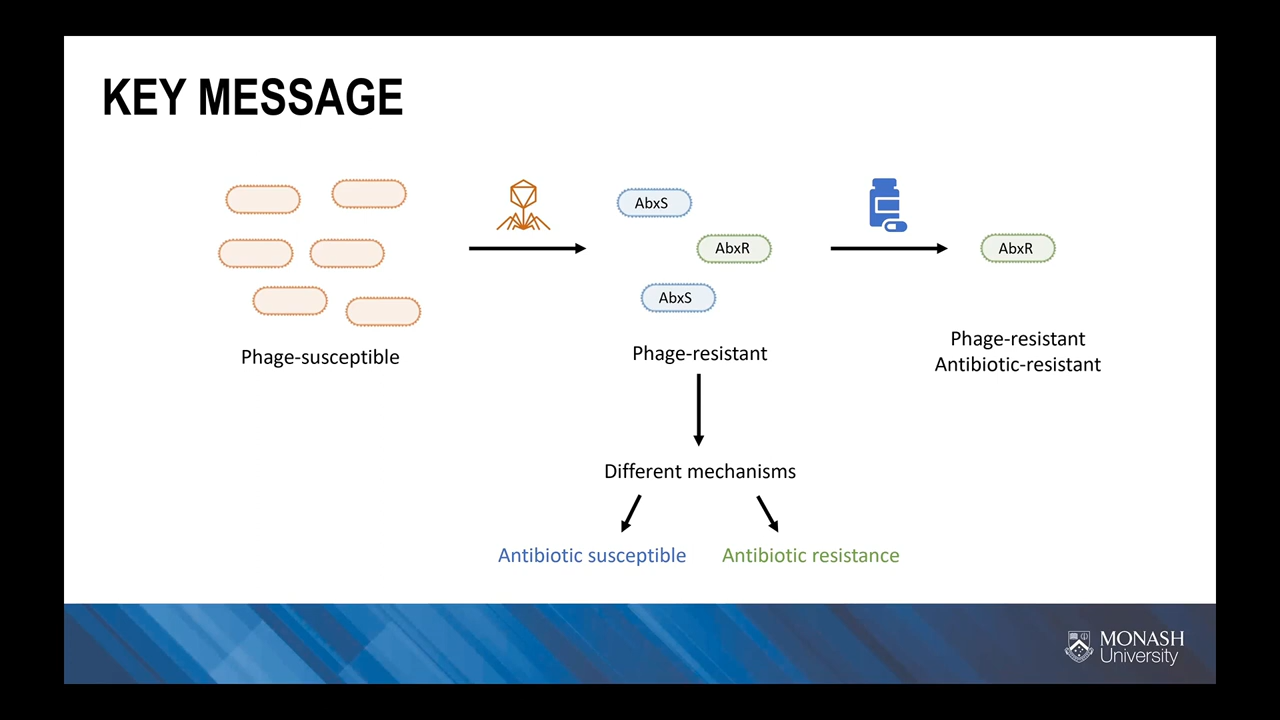 KEY MESSAGE
AbxS
AbxR
AbxS
AbxR
Phage-susceptible
Phage-resistant
Phage-resistant
Antibiotic-resistant
Different mechanisms
Antibiotic susceptible
Antibiotic resistance
MONASH
University